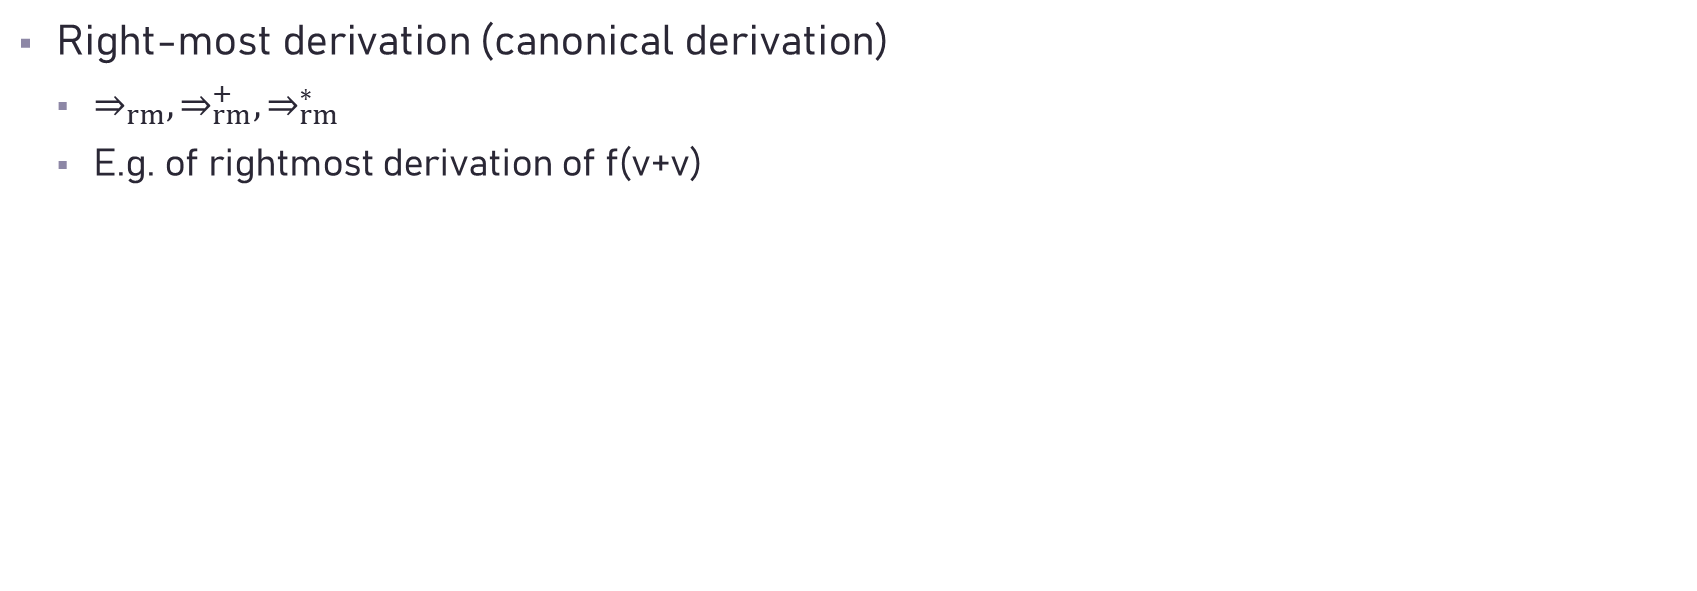 ▪ Right-most derivation (canonical derivation)
▪ ⇒rm, ⇒⁺rm, ⇒*rm
▪ E.g. of rightmost derivation of f(v+v)